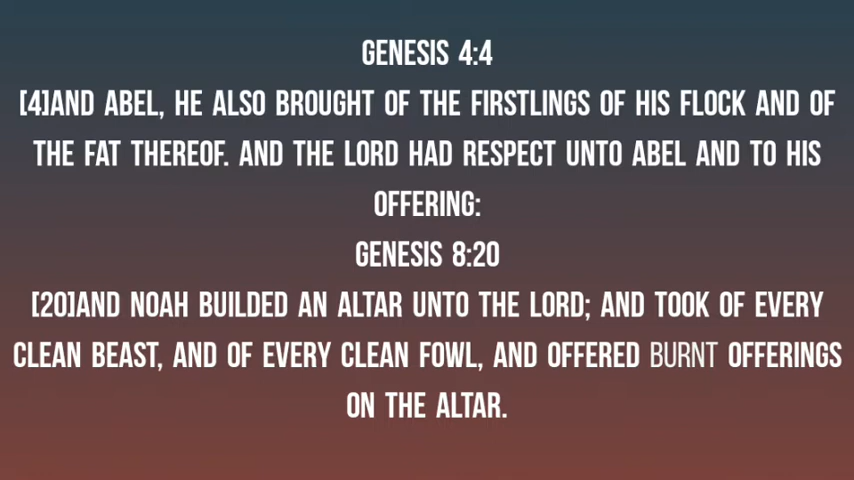 GENESIS 4:4
[4]AND ABEL, HE ALSO BROUGHT OF THE FIRSTLINGS OF HIS FLOCK AND OF
THE FAT THEREOF. AND THE LORD HAD RESPECT UNTO ABEL AND TO HIS
OFFERING:
GENESIS 8:20
[20]AND NOAH BUILDED AN ALTAR UNTO THE LORD; AND TOOK OF EVERY
CLEAN BEAST, AND OF EVERY CLEAN FOWL, AND OFFERED BURNT OFFERINGS
ON THE ALTAR.